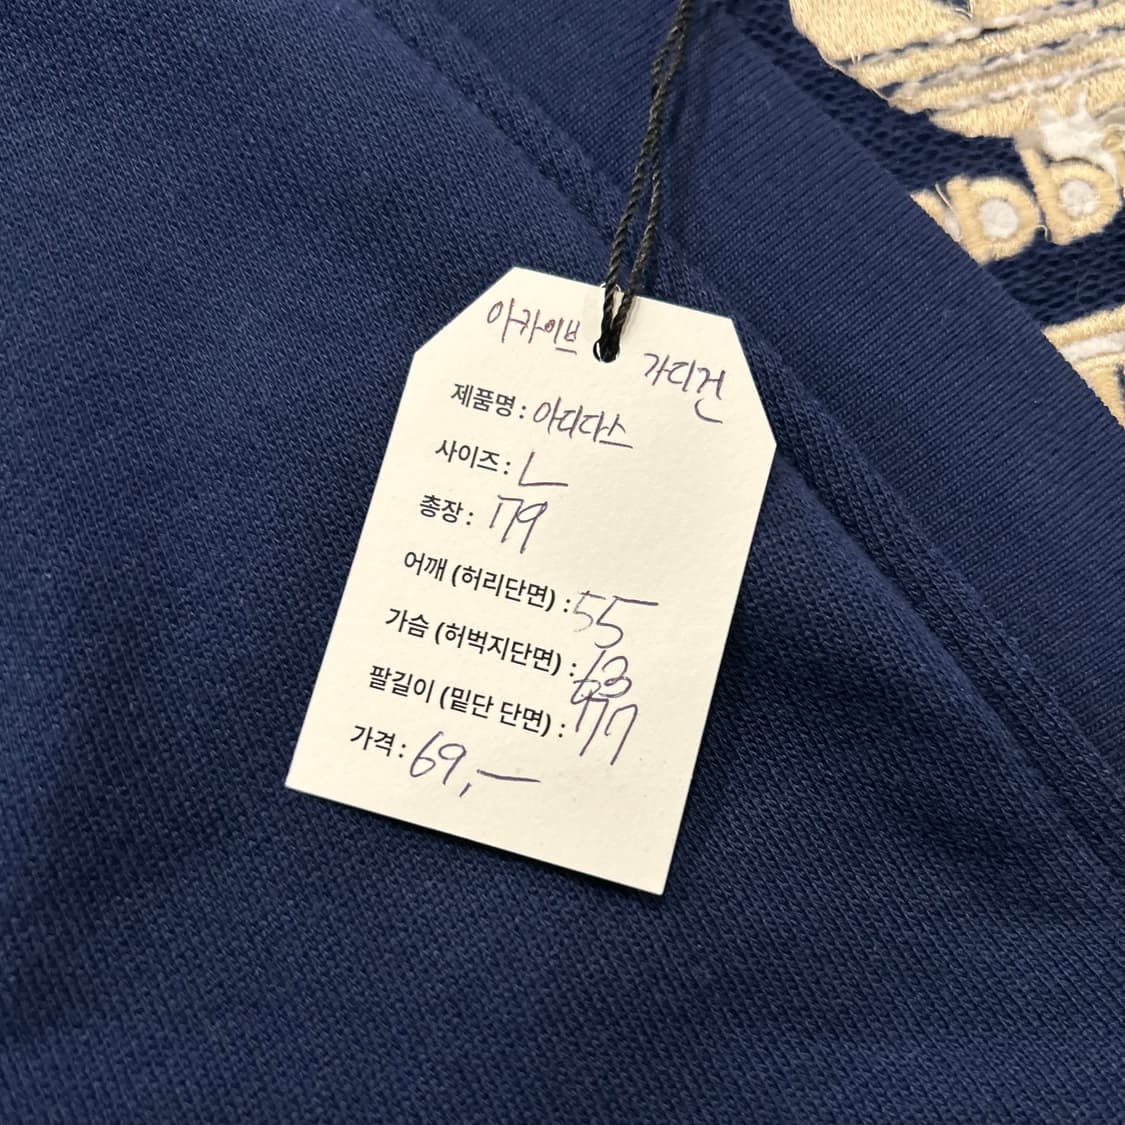 아카이브 가디건
제품명 : 아디다스
사이즈 : L
총장 : 79
어깨 (허리단면) : 55
가슴 (허벅지단면) : 63
팔길이 (밑단 단면) : 77
가격 : 69,—